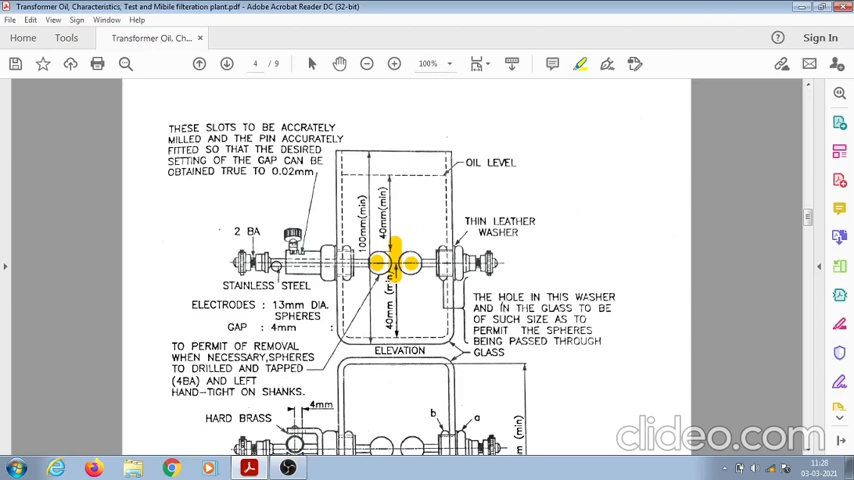 Transformer Oil, Characteristics, Test and Mibile filteration plant.pdf - Adobe Acrobat Reader DC (32-bit)
File Edit View Sign Window Help
Home Tools Transformer Oil, Ch... × Sign In
4 / 9 100%
THESE SLOTS TO BE ACCRATELY
MILLED AND THE PIN ACCURATELY
FITTED SO THAT THE DESIRED
SETTING OF THE GAP CAN BE
OBTAINED TRUE TO 0.02mm
OIL LEVEL
100mm(min)
40mm(min)
2 BA
THIN LEATHER
WASHER
STAINLESS STEEL
ELECTRODES : 13mm DIA.
SPHERES
GAP : 4mm :
40mm (min
THE HOLE IN THIS WASHER
AND IN THE GLASS TO BE
OF SUCH SIZE AS TO
PERMIT THE SPHERES
BEING PASSED THROUGH
GLASS
ELEVATION
TO PERMIT OF REMOVAL
WHEN NECESSARY,SPHERES
TO DRILLED AND TAPPED
(4BA) AND LEFT
HAND-TIGHT ON SHANKS.
4mm
HARD BRASS
b a
m (min)
clideo.com
11:28
03-03-2021